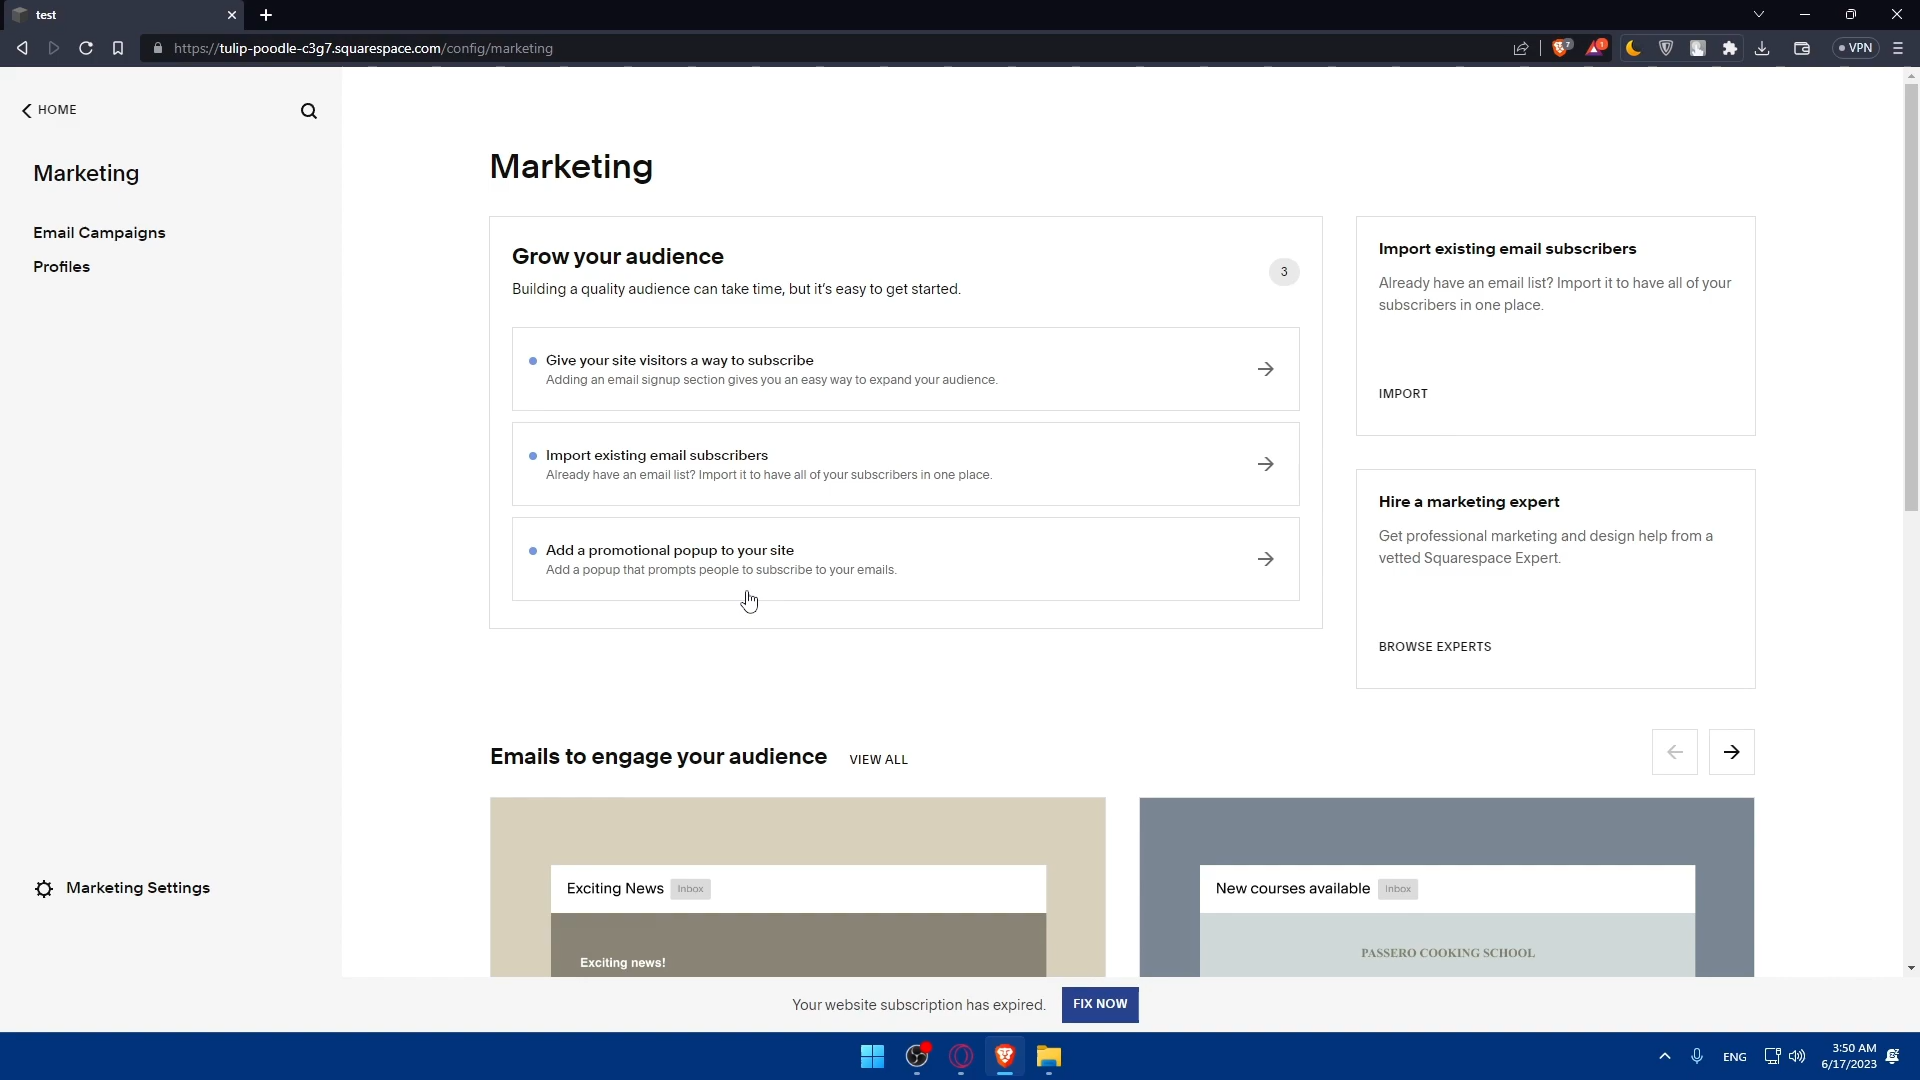 test
https://tulip-poodle-c3g7.squarespace.com/config/marketing
7
1
VPN
HOME
Marketing
Email Campaigns
Profiles
Marketing Settings
Marketing
Grow your audience
Building a quality audience can take time, but it's easy to get started.
3
Give your site visitors a way to subscribe
Adding an email signup section gives you an easy way to expand your audience.
Import existing email subscribers
Already have an email list? Import it to have all of your subscribers in one place.
Add a promotional popup to your site
Add a popup that prompts people to subscribe to your emails.
Import existing email subscribers
Already have an email list? Import it to have all of your
subscribers in one place.
IMPORT
Hire a marketing expert
Get professional marketing and design help from a
vetted Squarespace Expert.
BROWSE EXPERTS
Emails to engage your audience
VIEW ALL
Exciting News Inbox
Exciting news!
New courses available Inbox
PASSERO COOKING SCHOOL
Your website subscription has expired.
FIX NOW
ENG
3:50 AM
6/17/2023